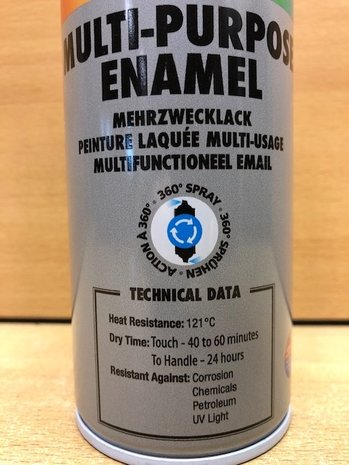 MULTI-PURPOSE
ENAMEL
MEHRZWECKLACK
PEINTURE LAQUÉE MULTI-USAGE
MULTIFUNCTIONEEL EMAIL
360° SPRAY • 360° SPRÜHEN • ACTION À 360° •
TECHNICAL DATA
Heat Resistance: 121°C
Dry Time: Touch - 40 to 60 minutes
To Handle - 24 hours
Resistant Against: Corrosion
Chemicals
Petroleum
UV Light